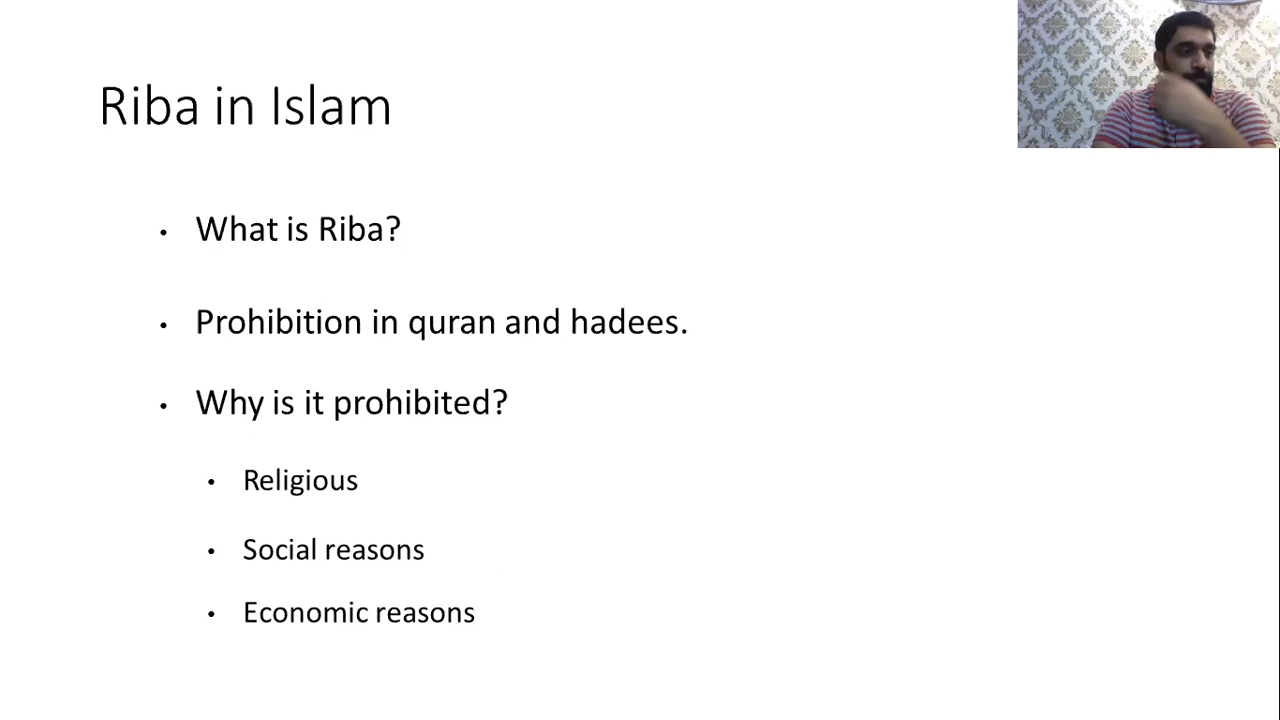 Riba in Islam
• What is Riba?
• Prohibition in quran and hadees.
• Why is it prohibited?
• Religious
• Social reasons
• Economic reasons